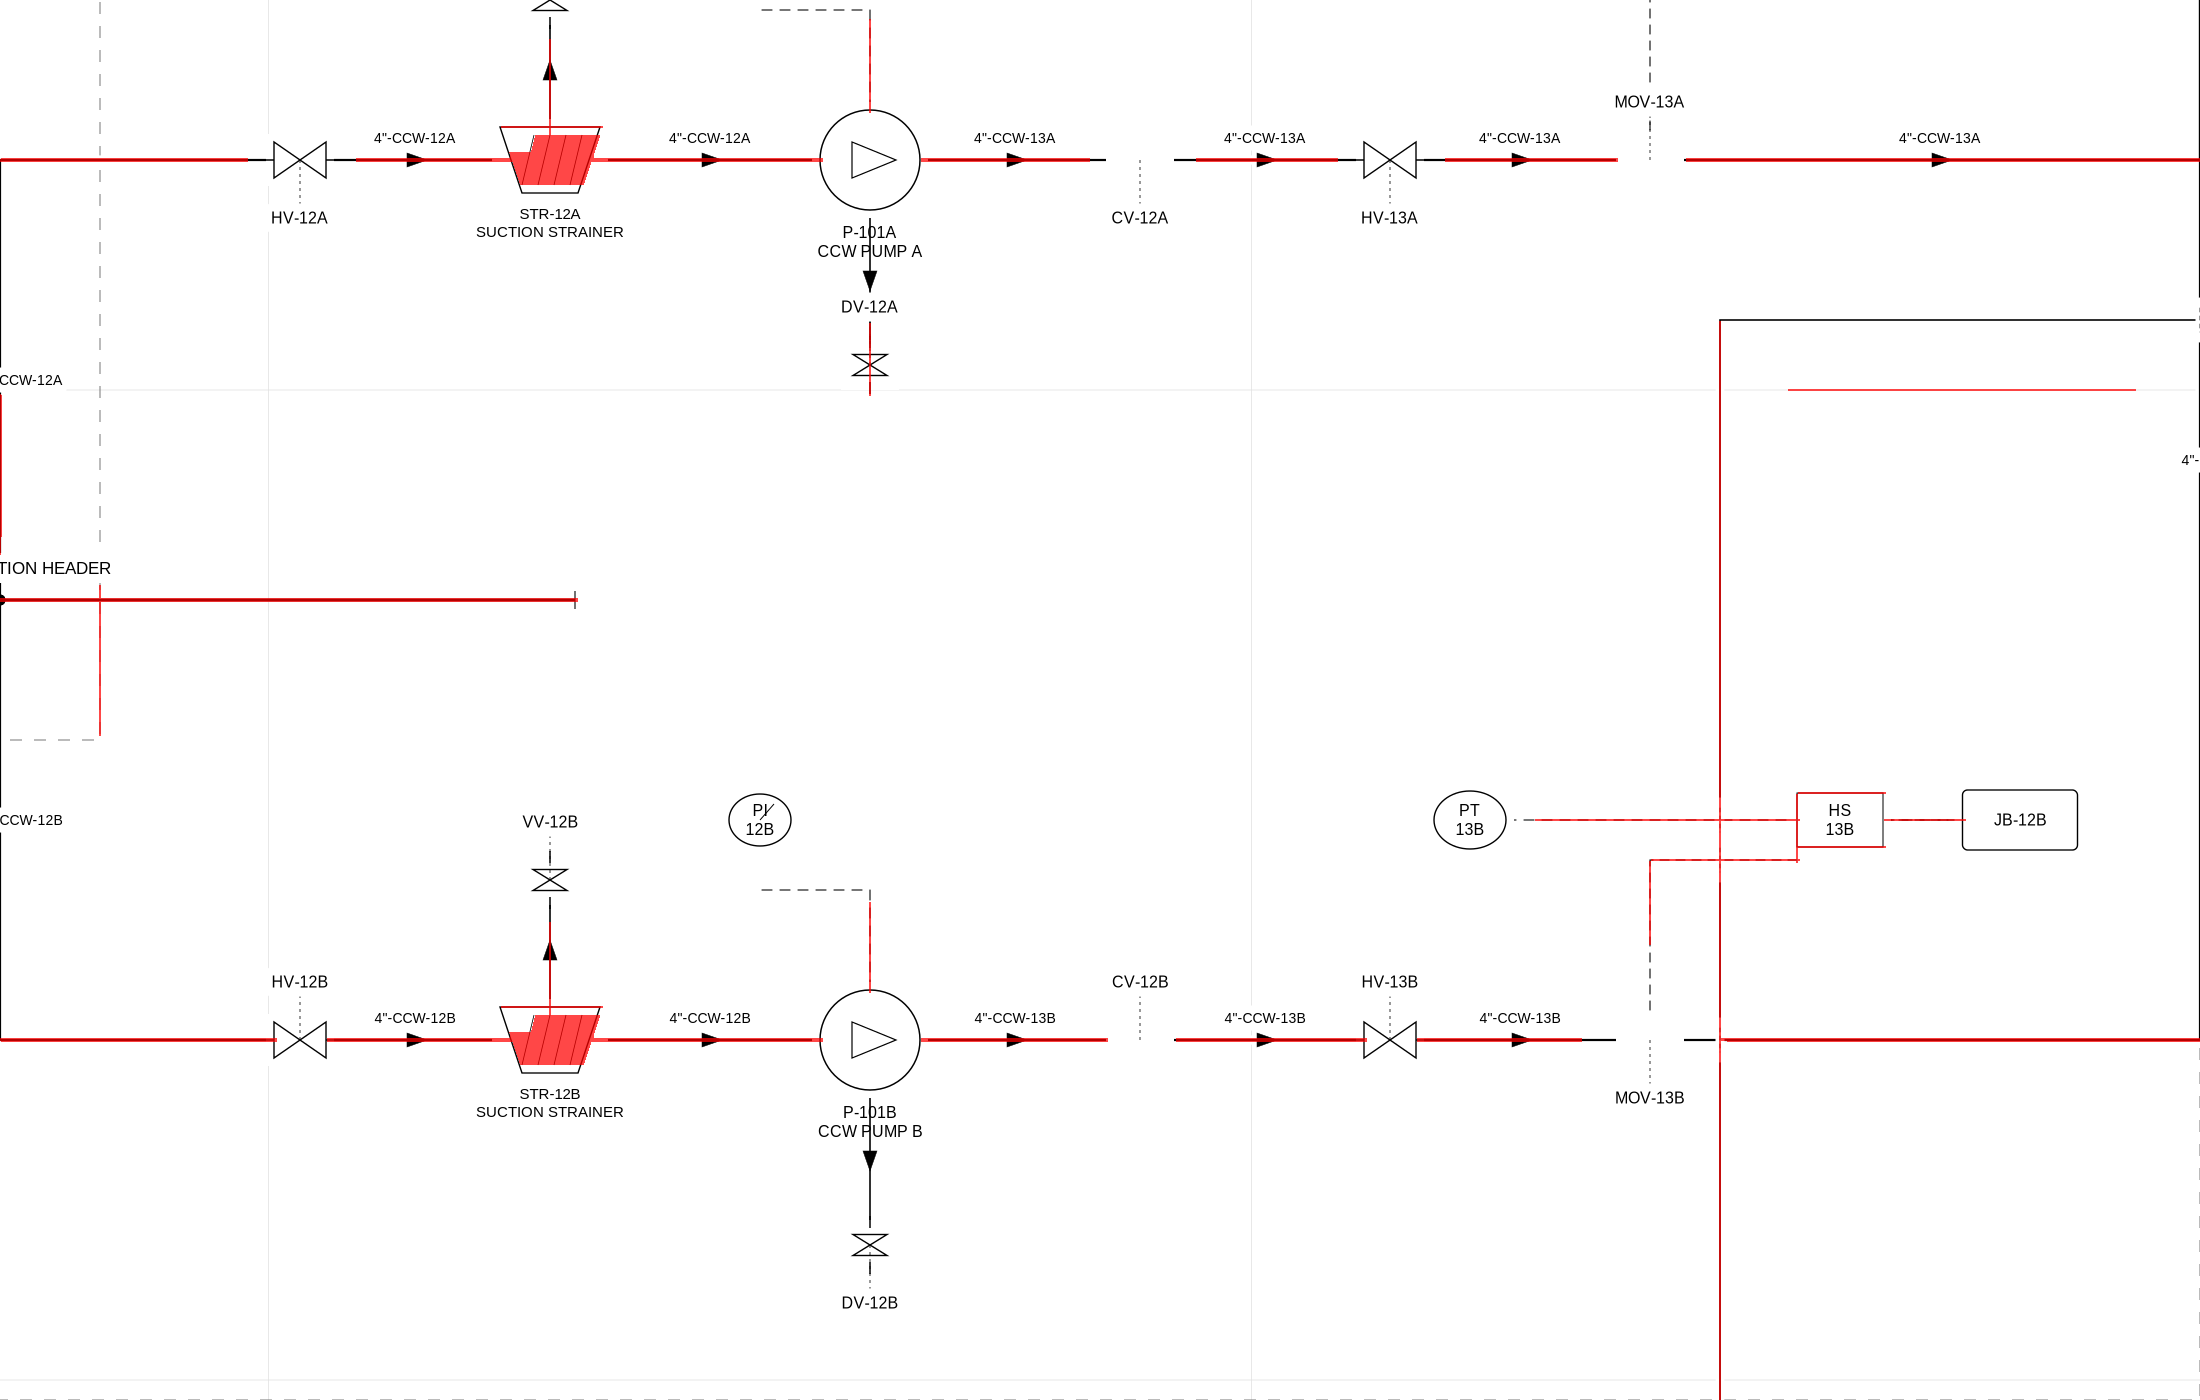 MOV-13A
4"-CCW-12A
4"-CCW-12A
4"-CCW-13A
4"-CCW-13A
4"-CCW-13A
4"-CCW-13A
HV-12A
STR-12A
SUCTION STRAINER
P-101A
CCW PUMP A
CV-12A
HV-13A
DV-12A
CCW-12A
4"-
TION HEADER
CCW-12B
VV-12B
PI
12B
PT
13B
HS
13B
JB-12B
HV-12B
CV-12B
HV-13B
4"-CCW-12B
4"-CCW-12B
4"-CCW-13B
4"-CCW-13B
4"-CCW-13B
STR-12B
SUCTION STRAINER
P-101B
CCW PUMP B
MOV-13B
DV-12B